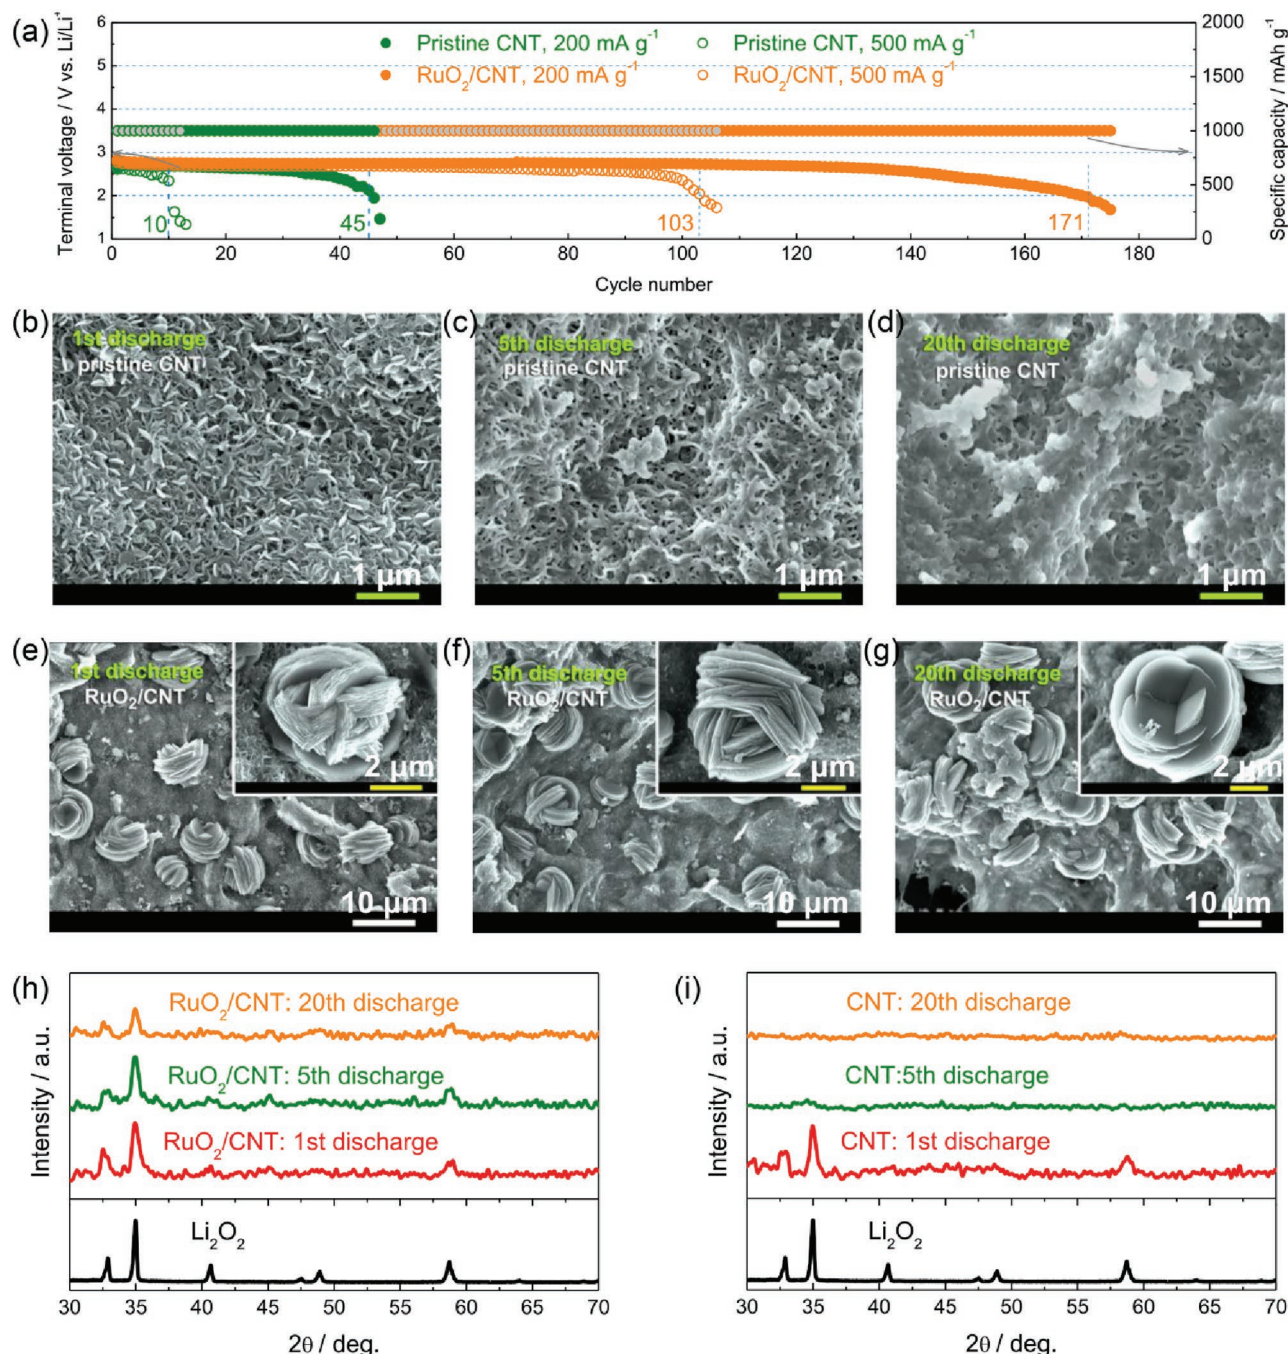 (a)
Terminal voltage / V vs. Li/Li⁺
6
5
4
3
2
1
Pristine CNT, 200 mA g⁻¹
Pristine CNT, 500 mA g⁻¹
RuO₂/CNT, 200 mA g⁻¹
RuO₂/CNT, 500 mA g⁻¹
10
45
103
171
2000
1500
1000
500
0
Specific capacity / mAh g⁻¹
0 20 40 60 80 100 120 140 160 180
Cycle number
(b)
1st discharge
pristine CNT
1 µm
(c)
5th discharge
pristine CNT
1 µm
(d)
20th discharge
pristine CNT
1 µm
(e)
1st discharge
RuO₂/CNT
2 µm
10 µm
(f)
5th discharge
RuO₂/CNT
2 µm
10 µm
(g)
20th discharge
RuO₂/CNT
2 µm
10 µm
(h)
Intensity / a.u.
RuO₂/CNT: 20th discharge
RuO₂/CNT: 5th discharge
RuO₂/CNT: 1st discharge
Li₂O₂
30 35 40 45 50 55 60 65 70
2θ / deg.
(i)
Intensity / a.u.
CNT: 20th discharge
CNT:5th discharge
CNT: 1st discharge
Li₂O₂
30 35 40 45 50 55 60 65 70
2θ / deg.